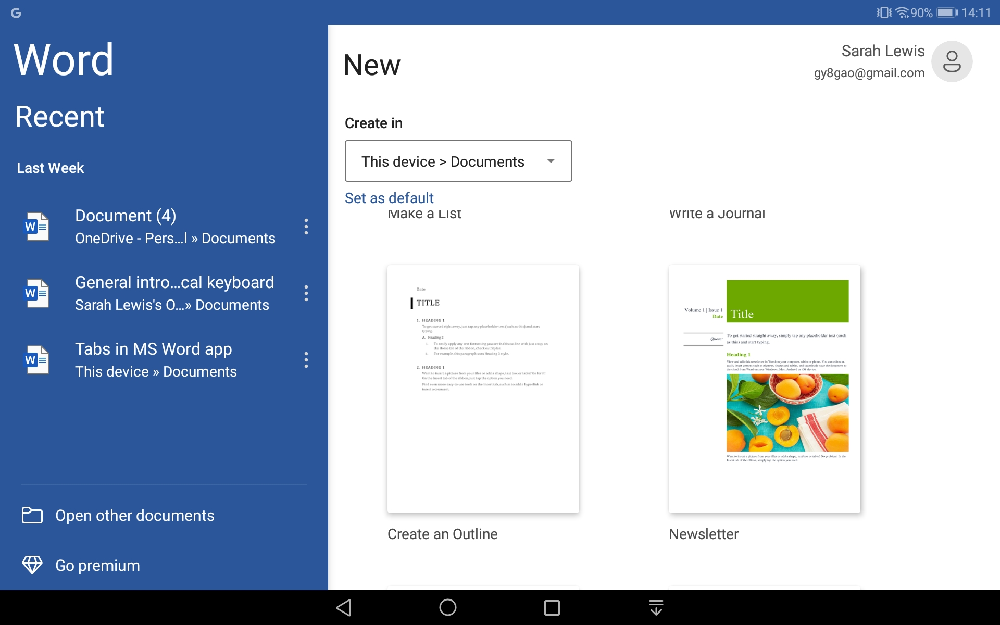 G
90%
14:11
Word
Recent
Last Week
Document (4)
OneDrive - Pers...l » Documents
General intro...cal keyboard
Sarah Lewis's O...» Documents
Tabs in MS Word app
This device » Documents
Open other documents
Go premium
New
Sarah Lewis
gy8gao@gmail.com
Create in
This device > Documents
Set as default
Make a List
Write a Journal
Date
TITLE
1. HEADING 1
To get started right away, just tap any placeholder text (such as this) and start
typing.
A. Heading 2
i. To easily apply any text formatting you see in this outline with just a tap, on
the Home tab of the ribbon, check out Styles.
ii. For example, this paragraph uses Heading 3 style.
2. HEADING 1
Want to insert a picture from your files or add a shape, text box or table? Go for it!
On the Insert tab of the ribbon, just tap the option you need.
Find even more easy-to-use tools on the Insert tab, such as to add a hyperlink or
insert a comment.
Create an Outline
Volume 1 | Issue 1
Date
Title
Quote:
To get started straight away, simply tap any placeholder text (such
as this) and start typing.
Heading 1
View and edit this newsletter in Word on your computer, tablet or phone. You can edit text,
easily insert content such as pictures, shapes and tables, and seamlessly save the document to
the cloud from Word on your Windows, Mac, Android or iOS device.
Want to insert a picture from your files or add a shape, text box or table? No problem! In the
Insert tab of the ribbon, simply tap the option you need.
Newsletter